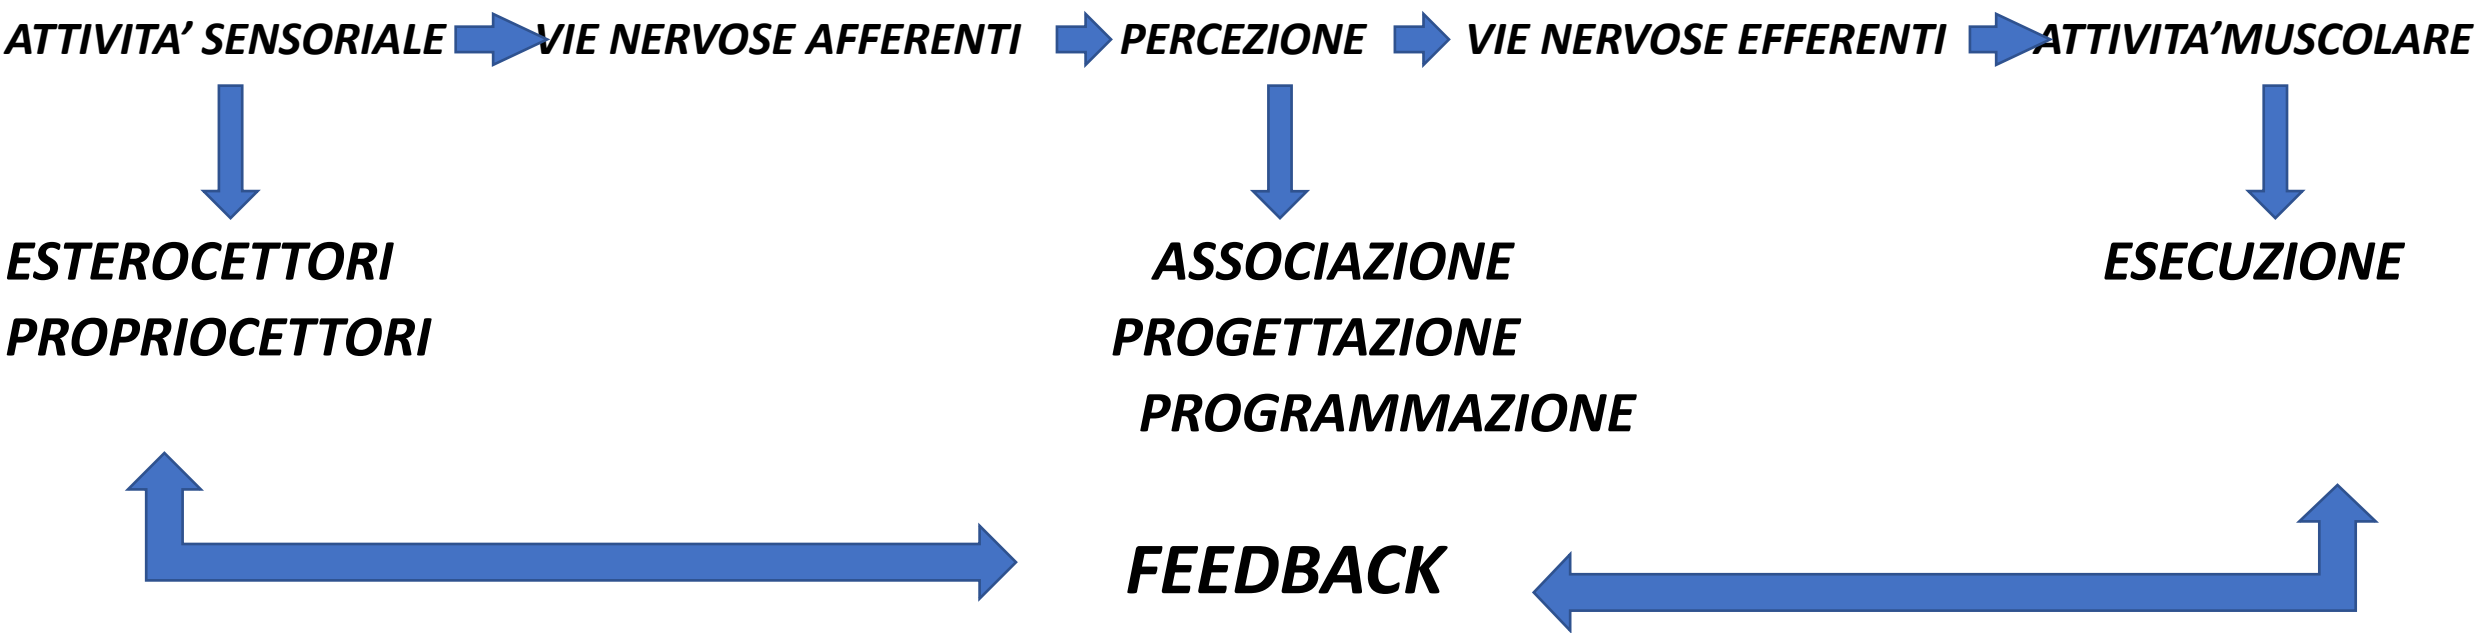 ATTIVITA’ SENSORIALE VIE NERVOSE AFFERENTI PERCEZIONE VIE NERVOSE EFFERENTI ATTIVITA’MUSCOLARE
ESTEROCETTORI ASSOCIAZIONE ESECUZIONE
PROPRIOCETTORI PROGETTAZIONE
PROGRAMMAZIONE
FEEDBACK